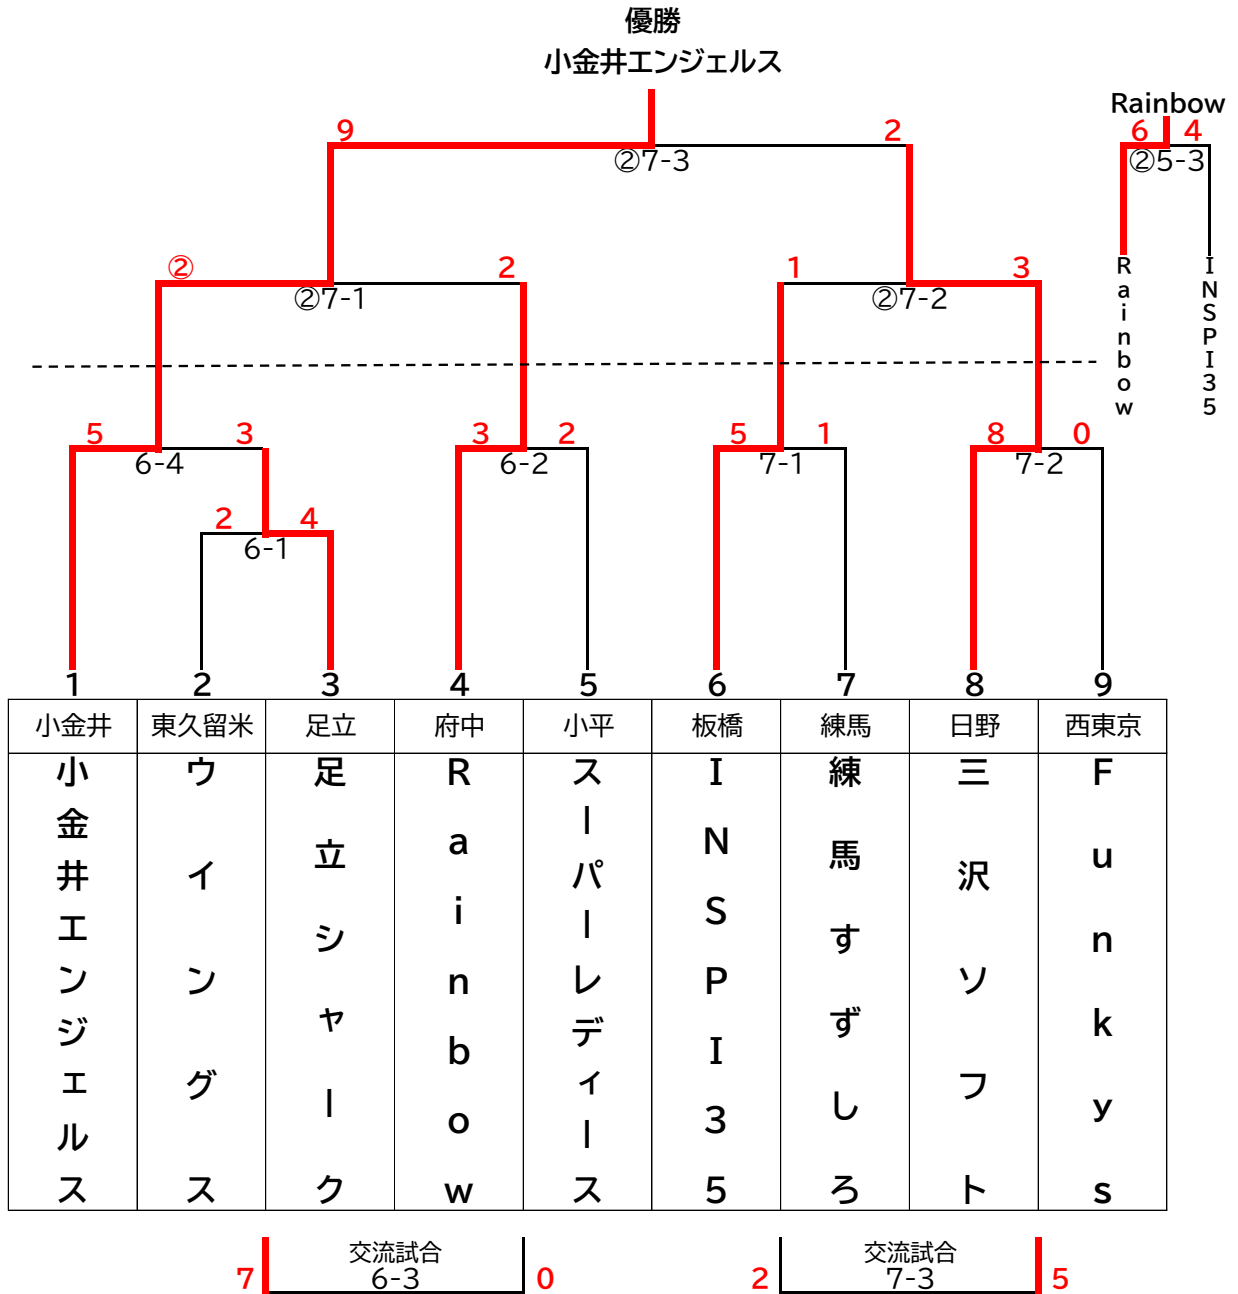 優勝
小金井エンジェルス
Rainbow
9
2
6
4
②7-3
②5-3
②
2
1
3
②7-1
②7-2
Rainbow
INSPI35
5
3
3
2
5
1
8
0
6-4
6-2
7-1
7-2
2
4
6-1
1
2
3
4
5
6
7
8
9
小金井
東久留米
足立
府中
小平
板橋
練馬
日野
西東京
小金井エンジェルス
ウイングス
足立シャーク
Rainbow
スーパーレディース
INSPI35
練馬すずしろ
三沢ソフト
Funkys
交流試合
7
6-3
0
交流試合
2
7-3
5